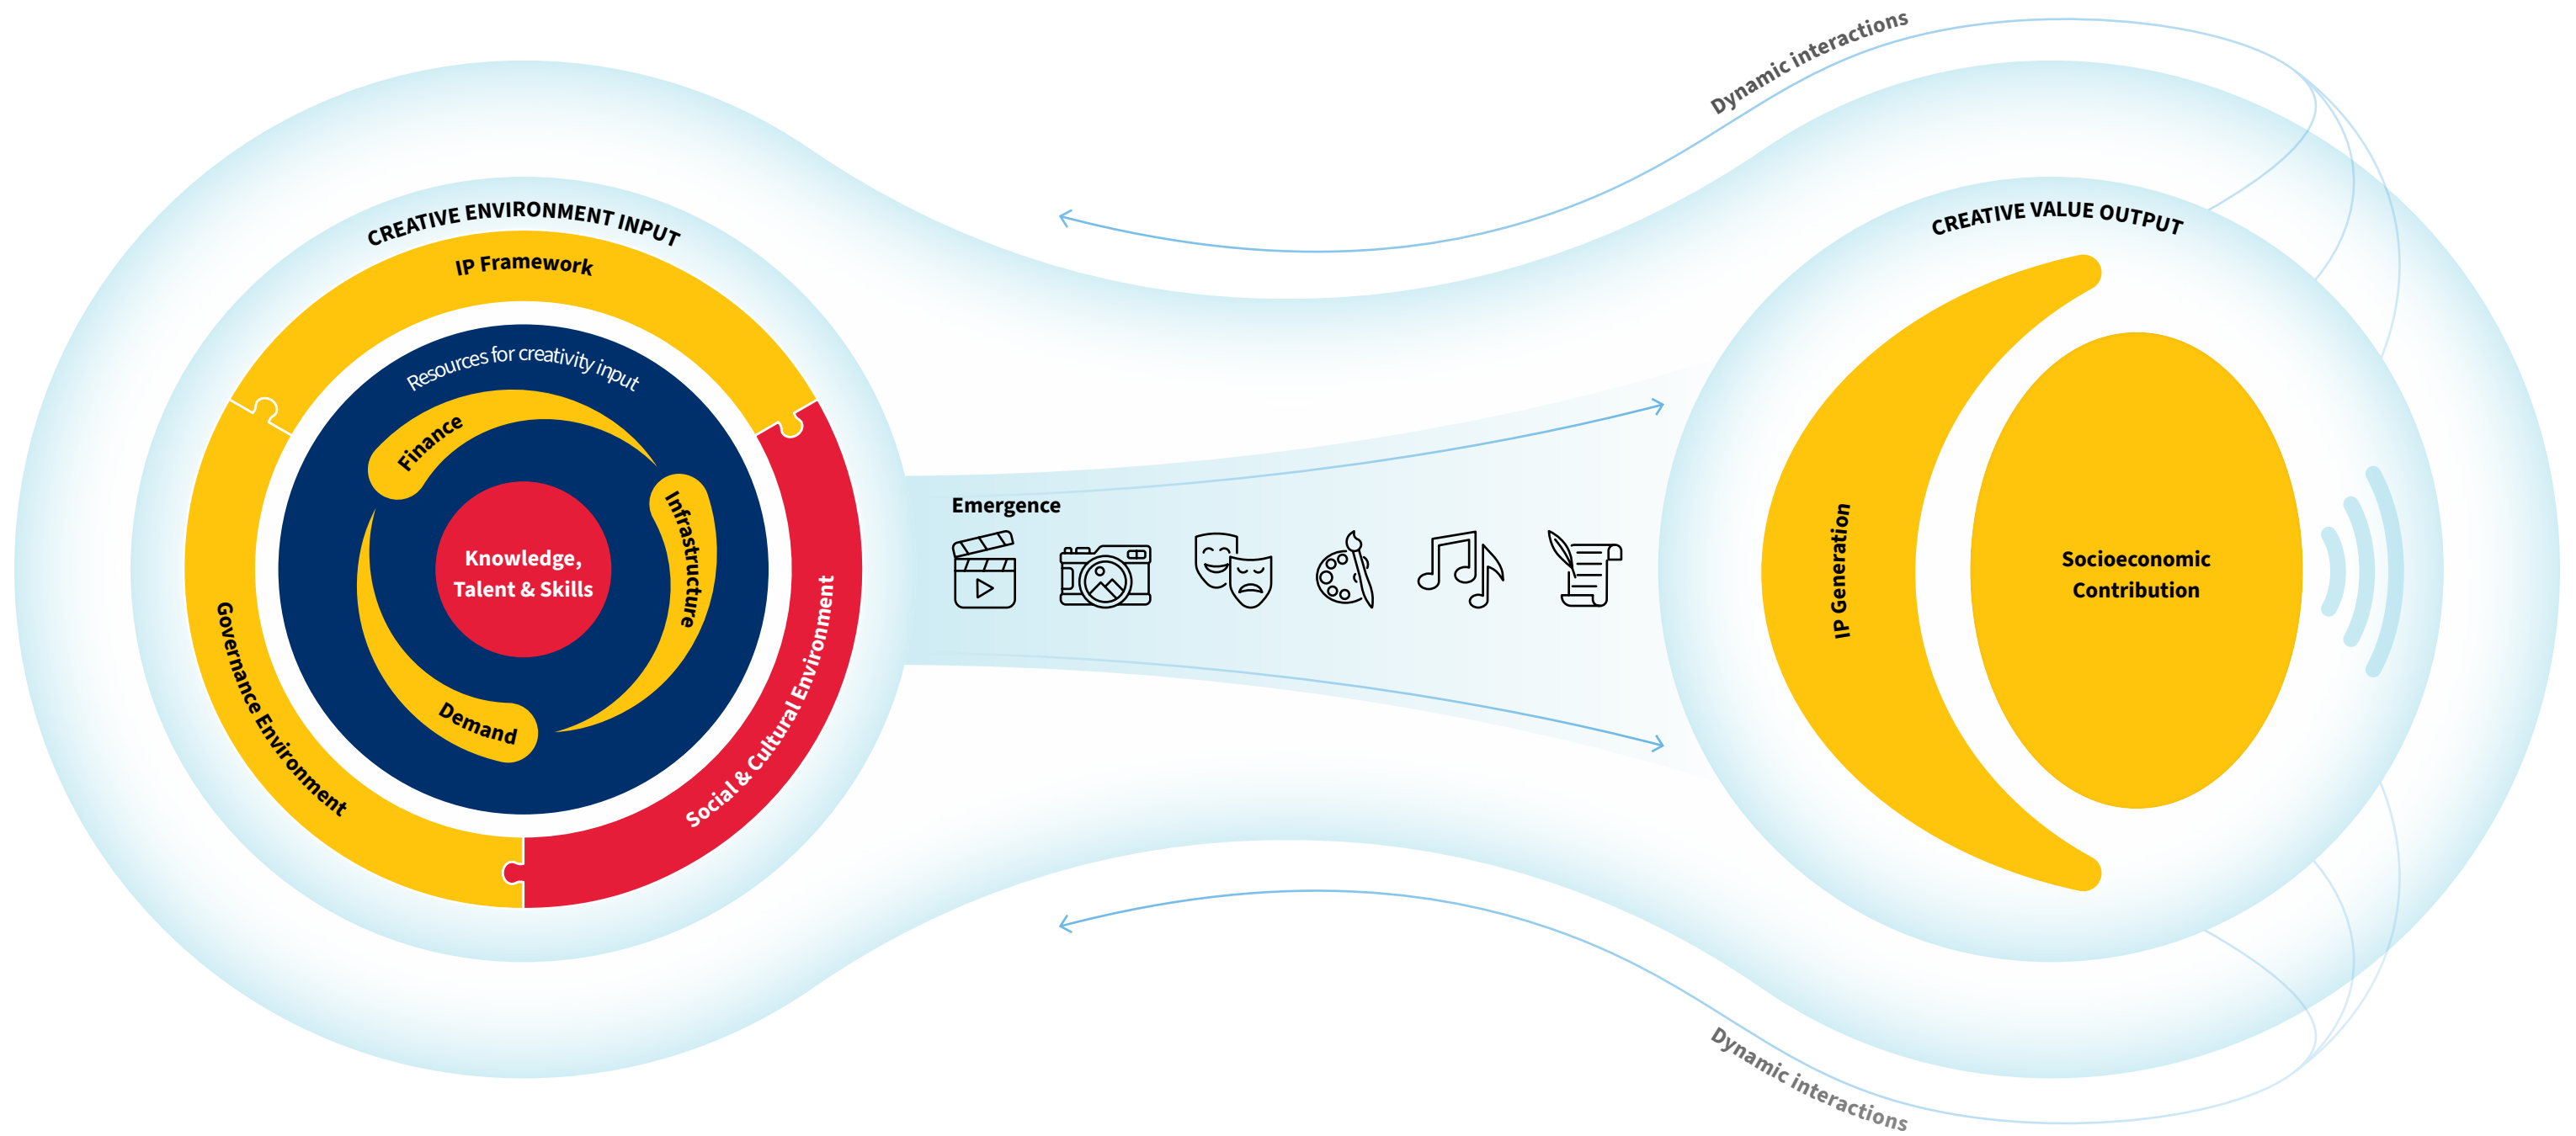 Dynamic interactions
CREATIVE ENVIRONMENT INPUT
IP Framework
Resources for creativity input
Finance
Infrastructure
Demand
Knowledge,
Talent & Skills
Governance Environment
Social & Cultural Environment
Emergence
CREATIVE VALUE OUTPUT
IP Generation
Socioeconomic
Contribution
Dynamic interactions